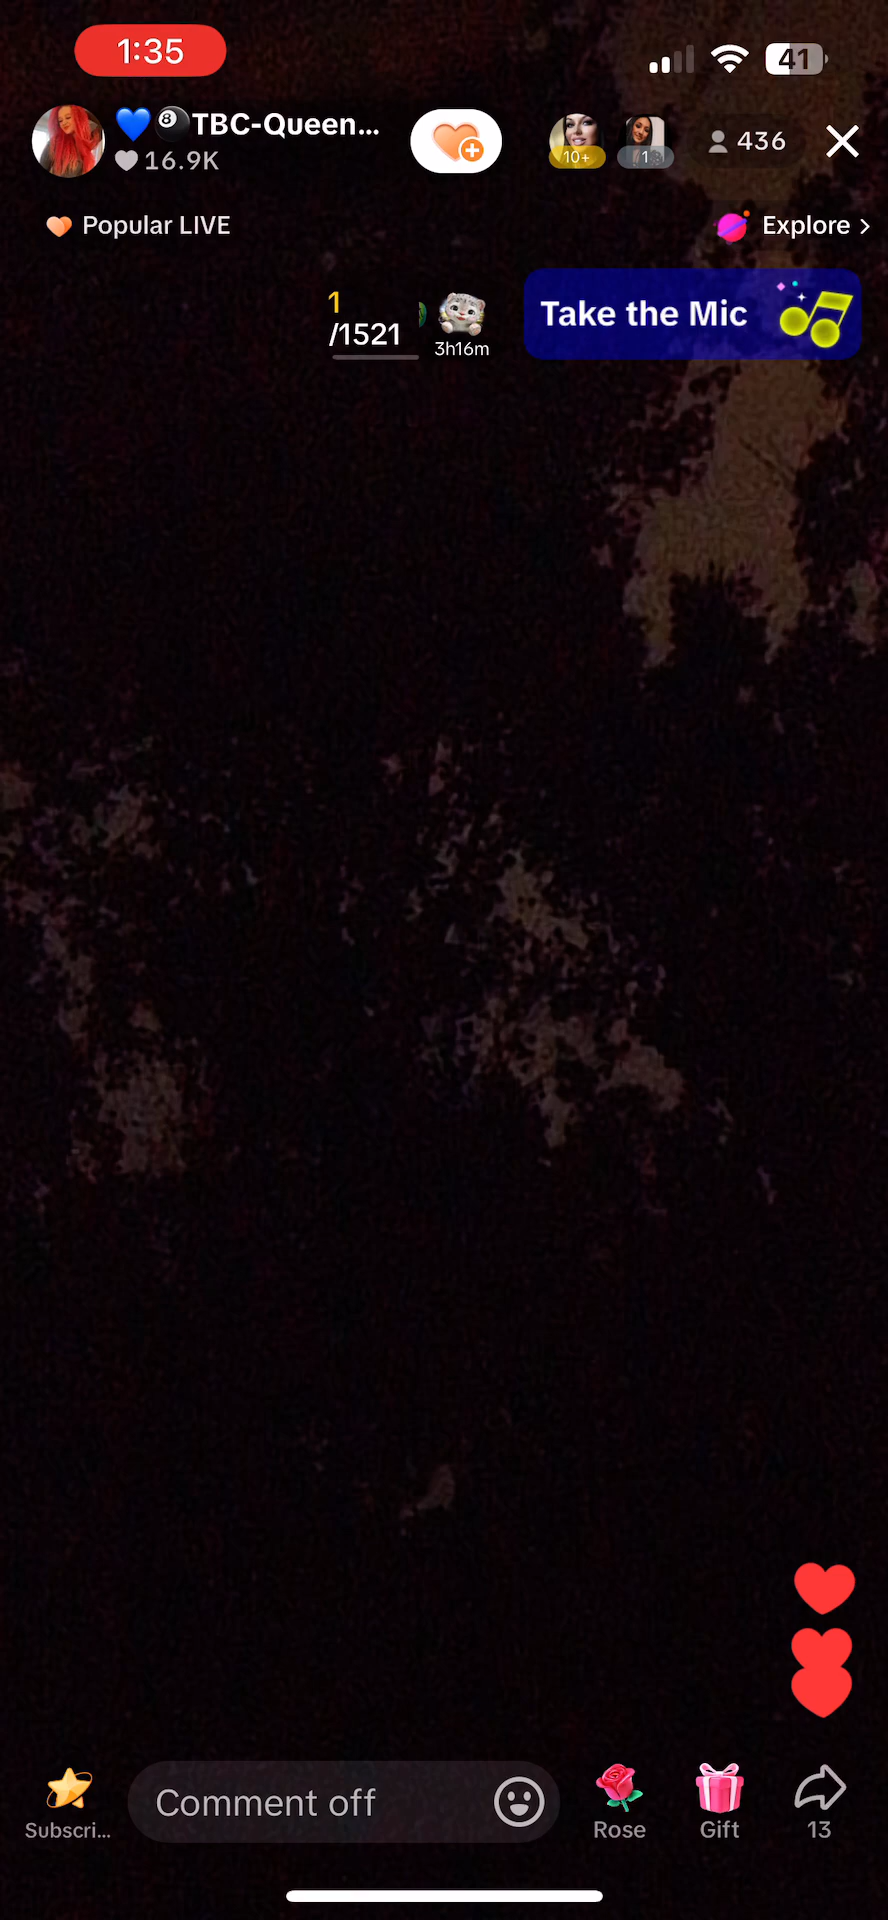 1:35
41
💙🎱TBC-Queen...
16.9K
10+
1
436
Popular LIVE
Explore >
1
/1521
3h16m
Take the Mic
Subscri...
Comment off
Rose
Gift
13